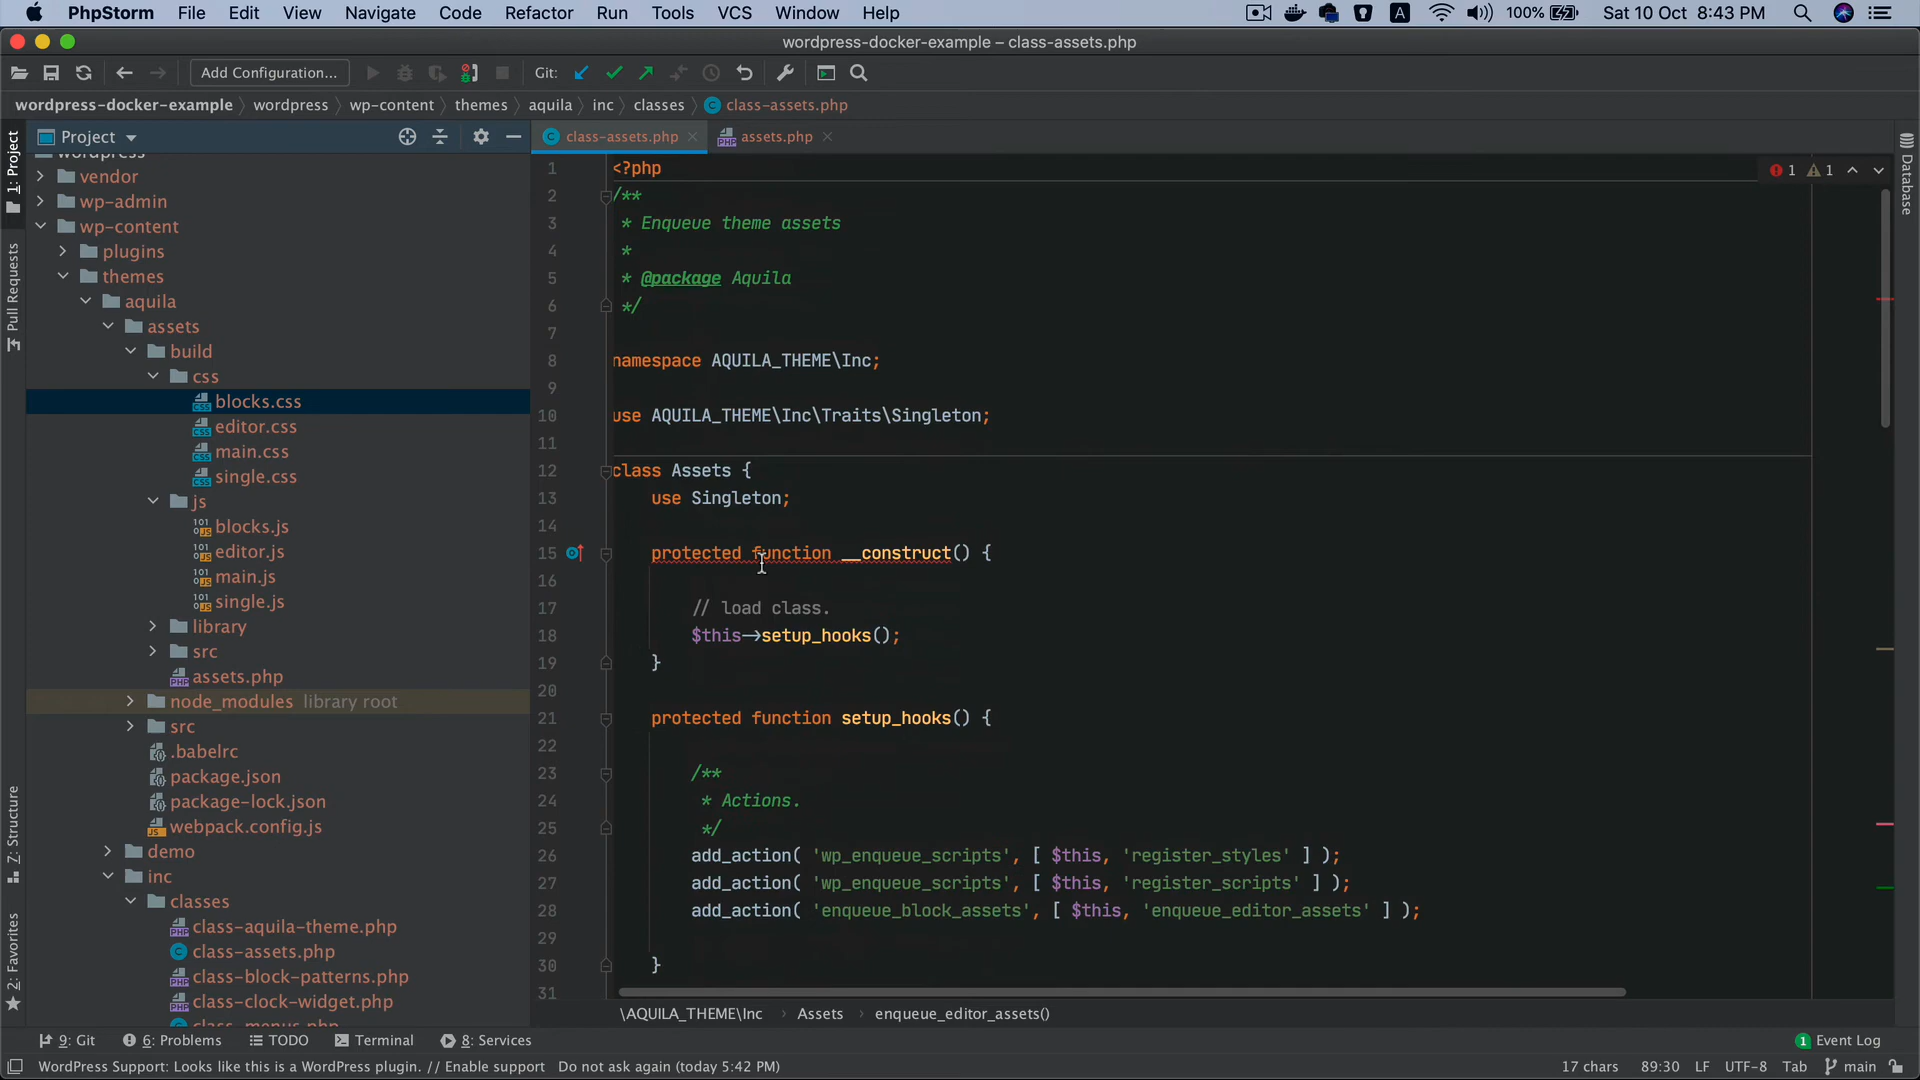 PhpStorm File Edit View Navigate Code Refactor Run Tools VCS Window Help A 100% Sat 10 Oct 8:43 PM
wordpress-docker-example – class-assets.php
Add Configuration... Git:
wordpress-docker-example wordpress wp-content themes aquila inc classes class-assets.php
1: Project
Pull Requests
Z: Structure
2: Favorites
Project
wordpress
vendor
wp-admin
wp-content
plugins
themes
aquila
assets
build
css
blocks.css
editor.css
main.css
single.css
js
blocks.js
editor.js
main.js
single.js
library
src
assets.php
node_modules library root
src
.babelrc
package.json
package-lock.json
webpack.config.js
demo
inc
classes
class-aquila-theme.php
class-assets.php
class-block-patterns.php
class-clock-widget.php
class-menus.php
class-assets.php assets.php
1 1
Database
1 <?php
2 /**
3 * Enqueue theme assets
4 *
5 * @package Aquila
6 */
7
8 namespace AQUILA_THEME\Inc;
9
10 use AQUILA_THEME\Inc\Traits\Singleton;
11
12 class Assets {
13 use Singleton;
14
15 protected function __construct() {
16
17 // load class.
18 $this->setup_hooks();
19 }
20
21 protected function setup_hooks() {
22
23 /**
24 * Actions.
25 */
26 add_action( 'wp_enqueue_scripts', [ $this, 'register_styles' ] );
27 add_action( 'wp_enqueue_scripts', [ $this, 'register_scripts' ] );
28 add_action( 'enqueue_block_assets', [ $this, 'enqueue_editor_assets' ] );
29
30 }
31
\AQUILA_THEME\Inc › Assets › enqueue_editor_assets()
9: Git 6: Problems TODO Terminal 8: Services 1 Event Log
WordPress Support: Looks like this is a WordPress plugin. // Enable support Do not ask again (today 5:42 PM) 17 chars 89:30 LF UTF-8 Tab main